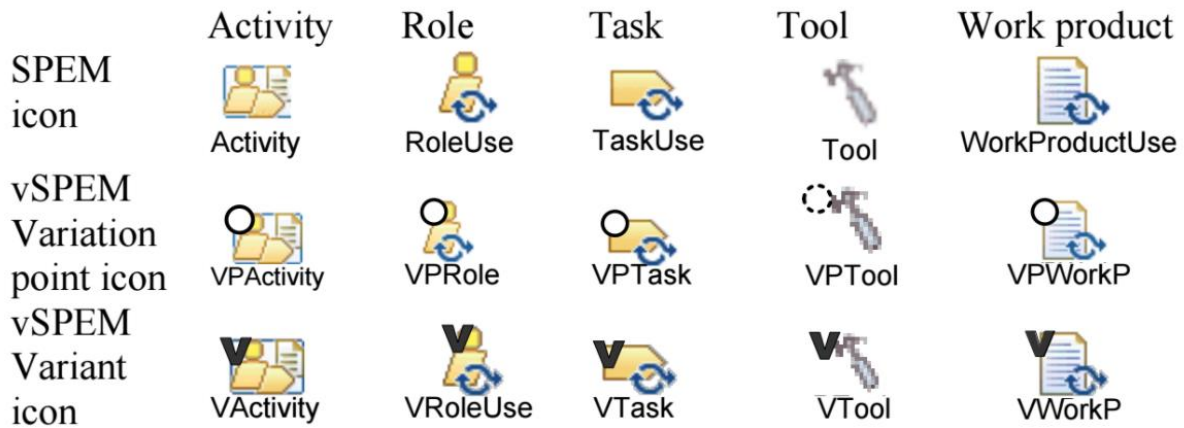 Activity Role Task Tool Work product
SPEM
icon
Activity RoleUse TaskUse Tool WorkProductUse
vSPEM
Variation
point icon
VPActivity VPRole VPTask VPTool VPWorkP
vSPEM
Variant
icon
V V V V V
VActivity VRoleUse VTask VTool VWorkP